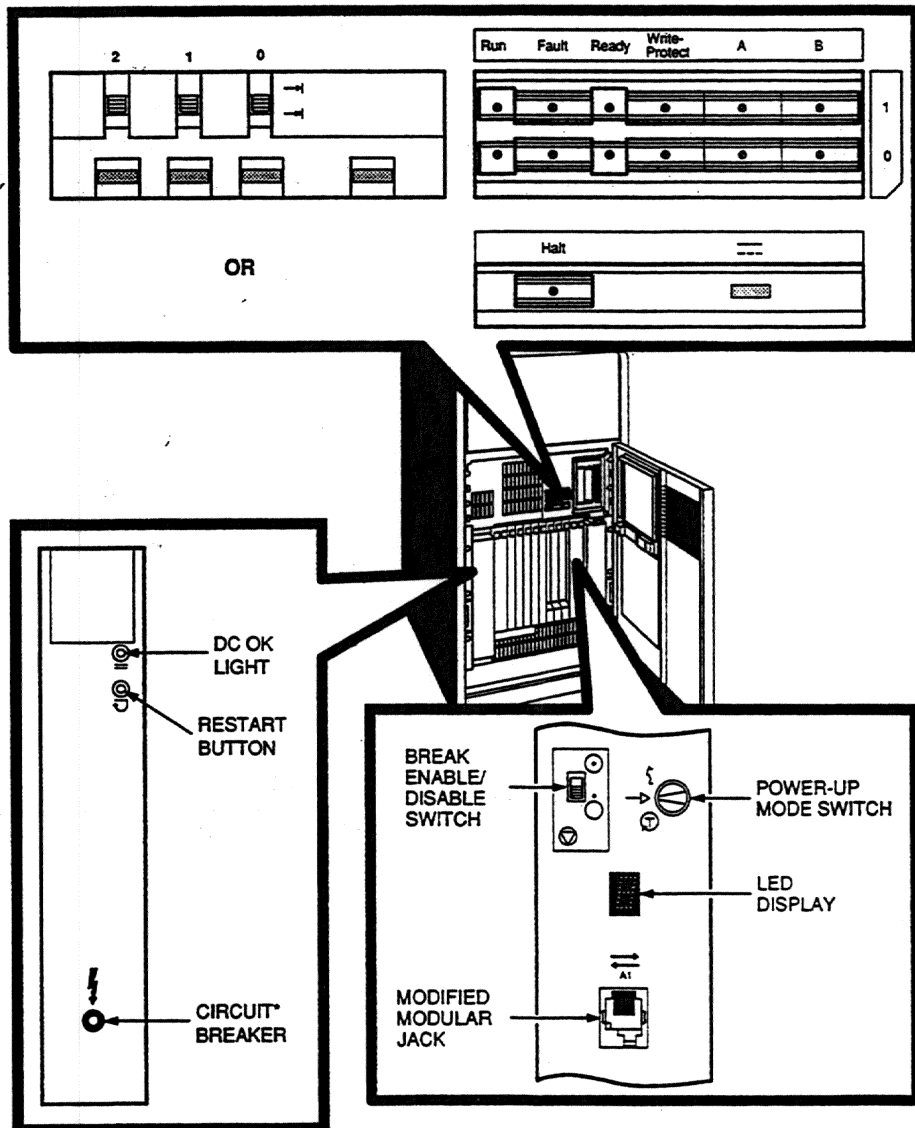 2 1 0
OR
Run Fault Ready Write-
Protect A B
1
0
Halt
DC OK
LIGHT
RESTART
BUTTON
CIRCUIT*
BREAKER
BREAK
ENABLE/
DISABLE
SWITCH
POWER-UP
MODE SWITCH
LED
DISPLAY
A1
MODIFIED
MODULAR
JACK